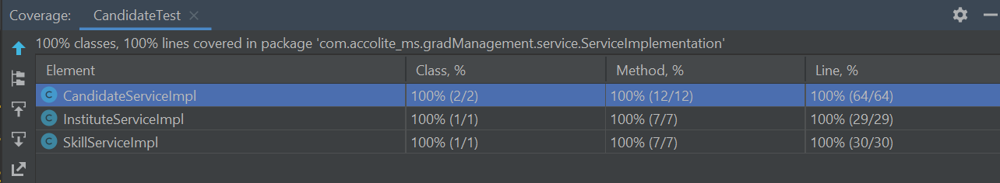 Coverage: CandidateTest
100% classes, 100% lines covered in package 'com.accolite_ms.gradManagement.service.ServiceImplementation'
Element Class, % Method, % Line, %
C CandidateServiceImpl 100% (2/2) 100% (12/12) 100% (64/64)
C InstituteServiceImpl 100% (1/1) 100% (7/7) 100% (29/29)
C SkillServiceImpl 100% (1/1) 100% (7/7) 100% (30/30)